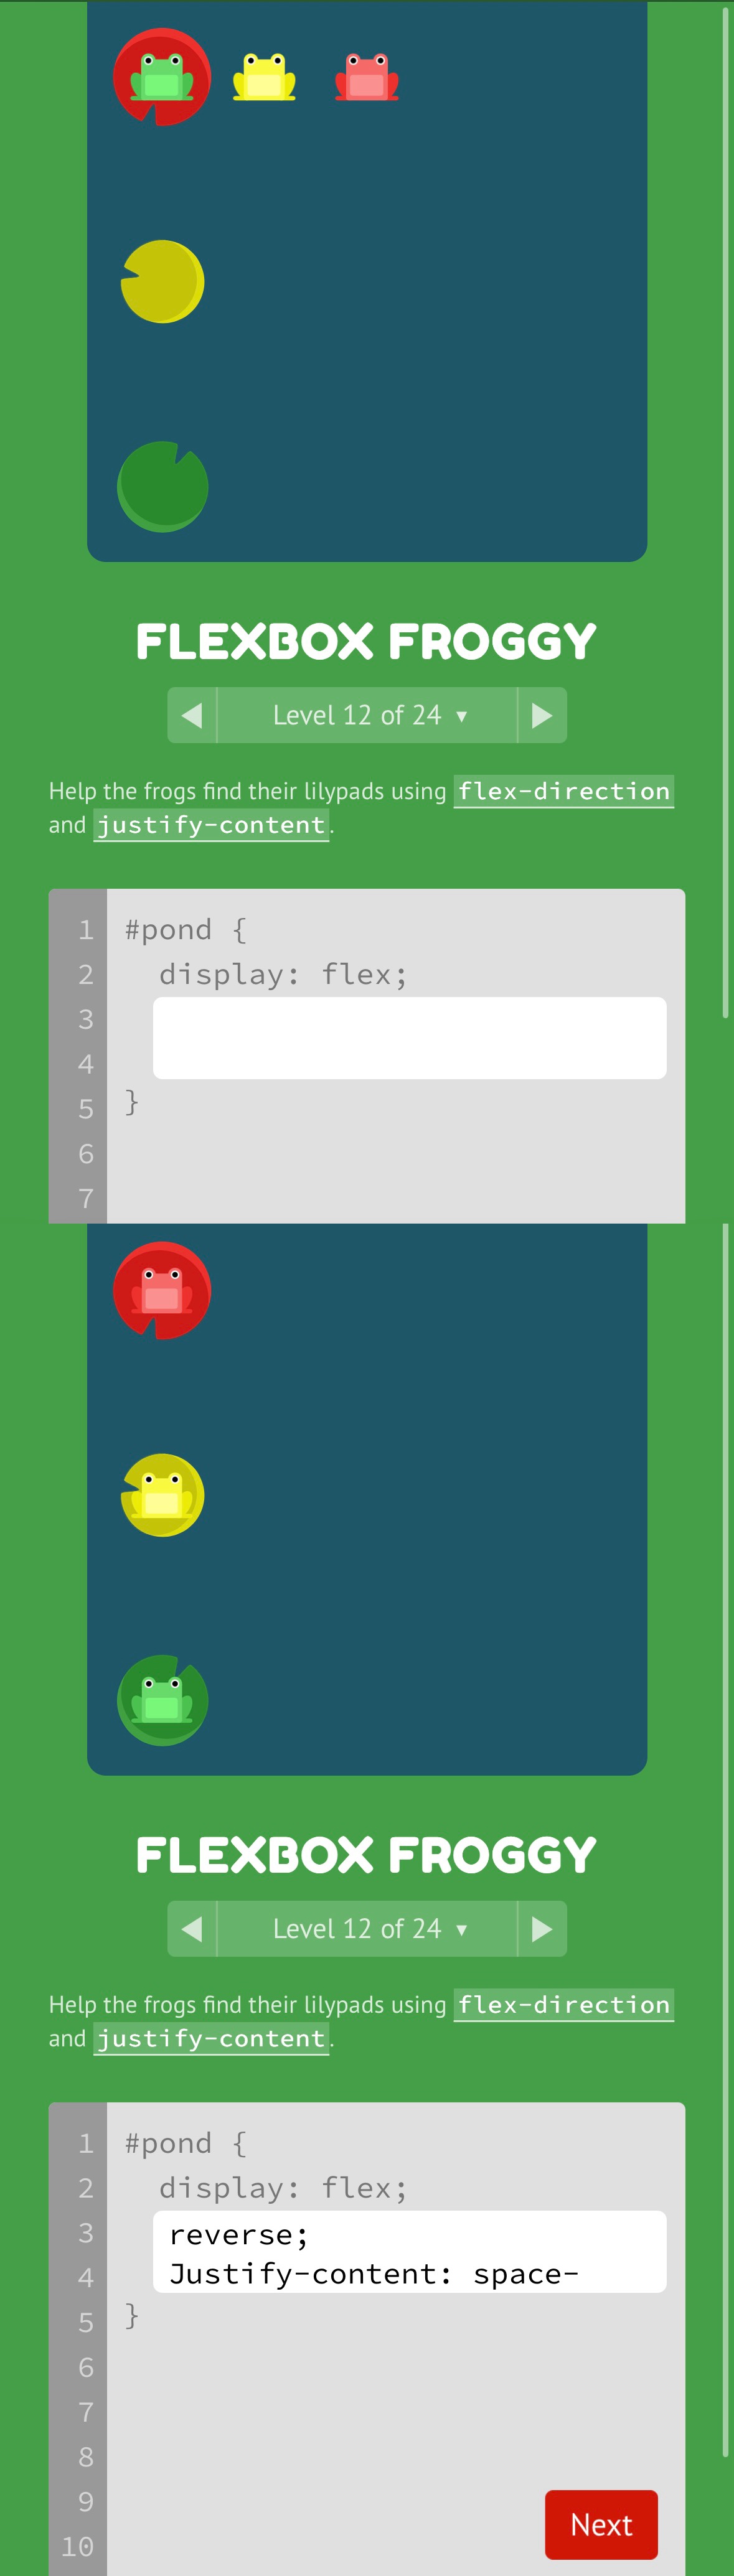 FLEXBOX FROGGY
◀ Level 12 of 24 ▼ ▶
Help the frogs find their lilypads using flex-direction
and justify-content.
1 #pond {
2 display: flex;
3
4
5 }
6
7
FLEXBOX FROGGY
◀ Level 12 of 24 ▼ ▶
Help the frogs find their lilypads using flex-direction
and justify-content.
1 #pond {
2 display: flex;
3 reverse;
4 Justify-content: space-
5 }
6
7
8
9
Next
10